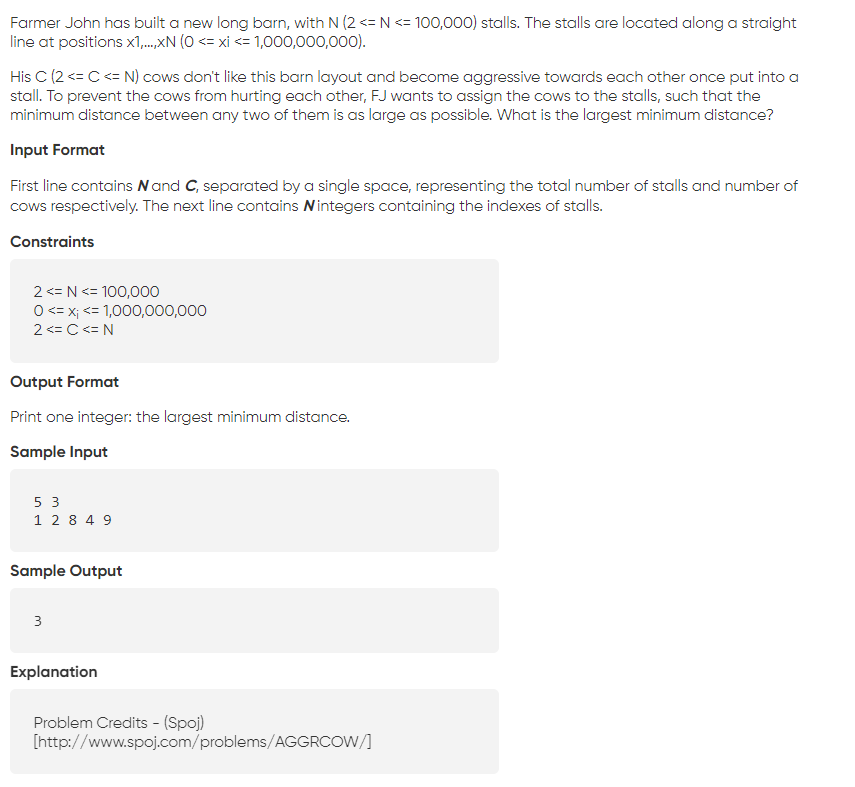 Farmer John has built a new long barn, with N (2 <= N <= 100,000) stalls. The stalls are located along a straight
line at positions x1,...,xN (0 <= xi <= 1,000,000,000).
His C (2 <= C <= N) cows don't like this barn layout and become aggressive towards each other once put into a
stall. To prevent the cows from hurting each other, FJ wants to assign the cows to the stalls, such that the
minimum distance between any two of them is as large as possible. What is the largest minimum distance?
Input Format
First line contains N and C, separated by a single space, representing the total number of stalls and number of
cows respectively. The next line contains N integers containing the indexes of stalls.
Constraints
2 <= N <= 100,000
0 <= xi <= 1,000,000,000
2 <= C <= N
Output Format
Print one integer: the largest minimum distance.
Sample Input
5 3
1 2 8 4 9
Sample Output
3
Explanation
Problem Credits - (Spoj)
[http://www.spoj.com/problems/AGGRCOW/]